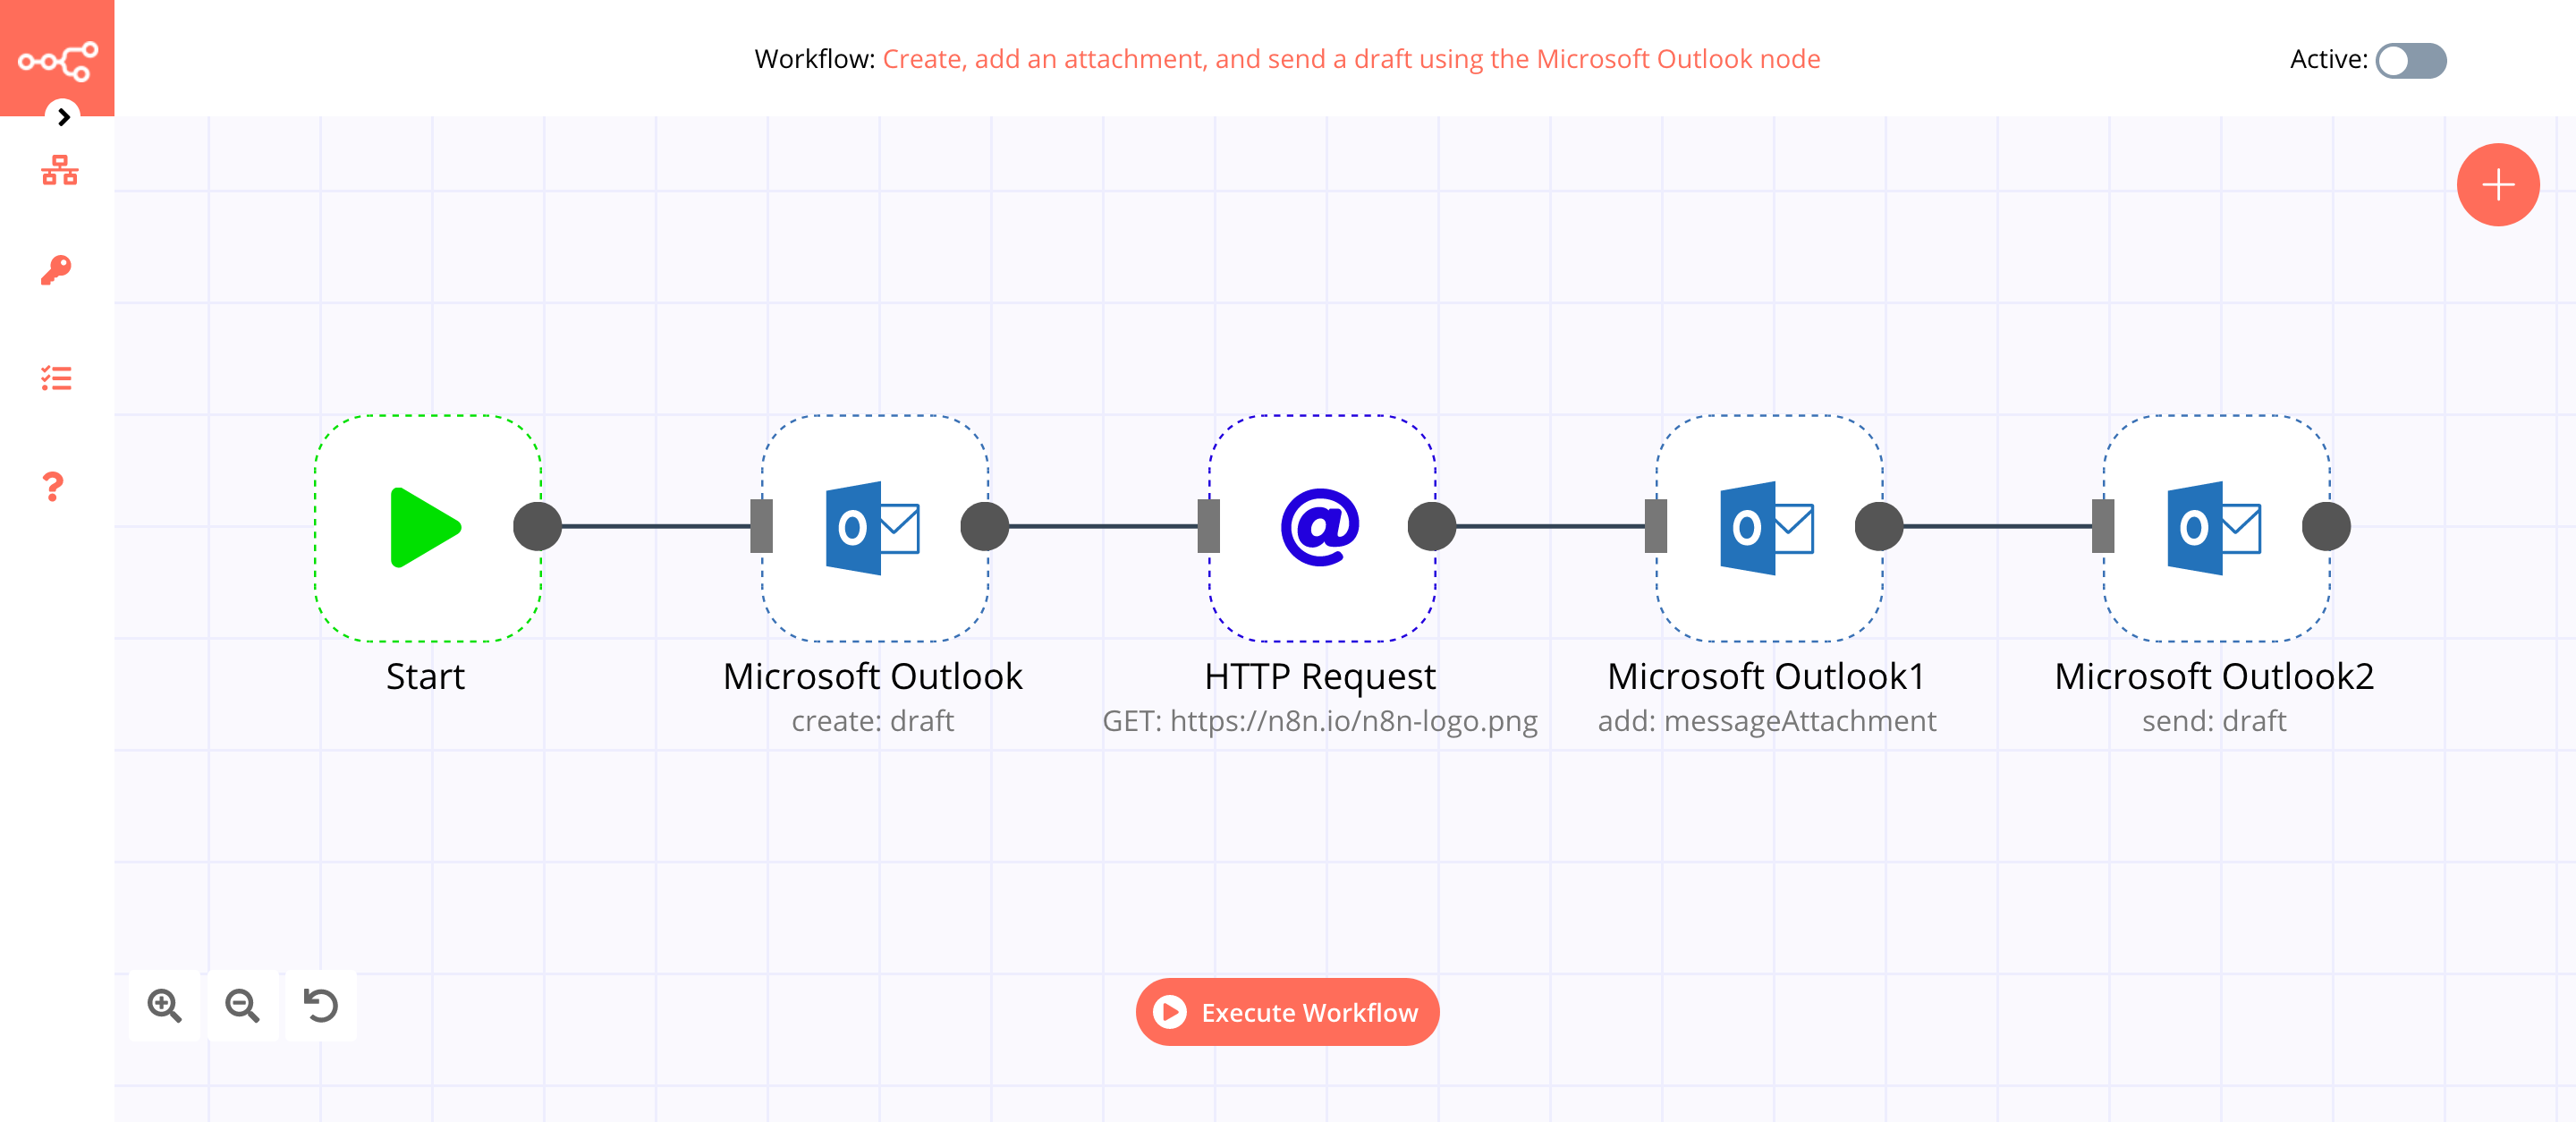 Workflow: Create, add an attachment, and send a draft using the Microsoft Outlook node
Active:
Start
Microsoft Outlook
create: draft
HTTP Request
GET: https://n8n.io/n8n-logo.png
Microsoft Outlook1
add: messageAttachment
Microsoft Outlook2
send: draft
Execute Workflow